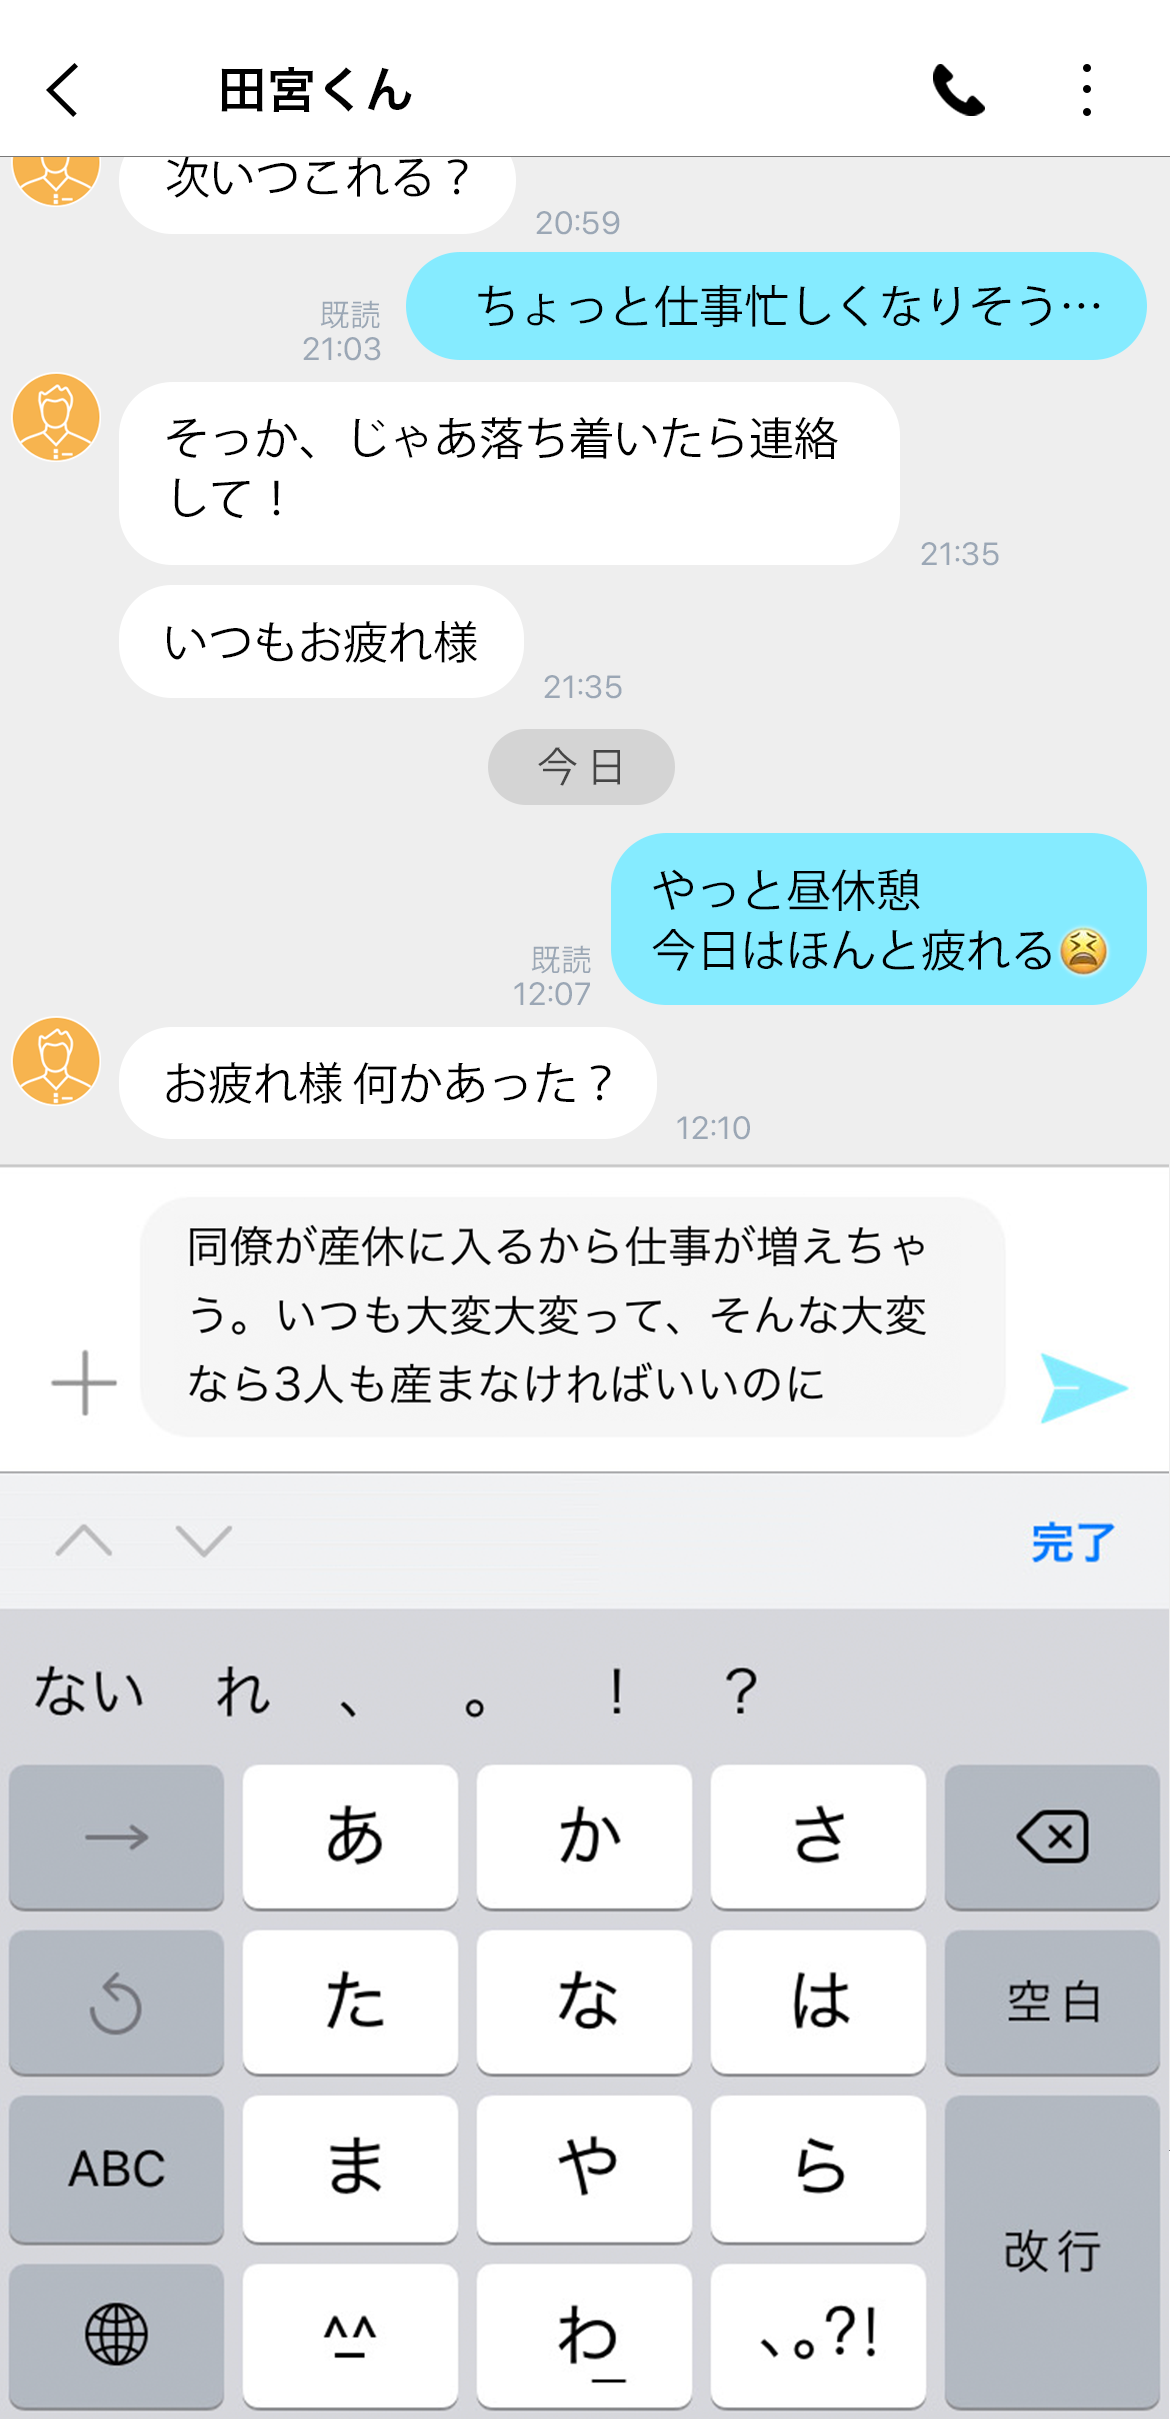 田宮くん
次いつこれる？
20:59
ちょっと仕事忙しくなりそう…
既読
21:03
そっか、じゃあ落ち着いたら連絡
して！
21:35
いつもお疲れ様
21:35
今日
やっと昼休憩
今日はほんと疲れる😫
既読
12:07
お疲れ様 何かあった？
12:10
同僚が産休に入るから仕事が増えちゃ
う。いつも大変大変って、そんな大変
なら3人も産まなければいいのに
完了
ない れ 、 。 ！ ？
→ あ か さ
た な は 空白
ABC ま や ら
改行
^^ わ 、。?!